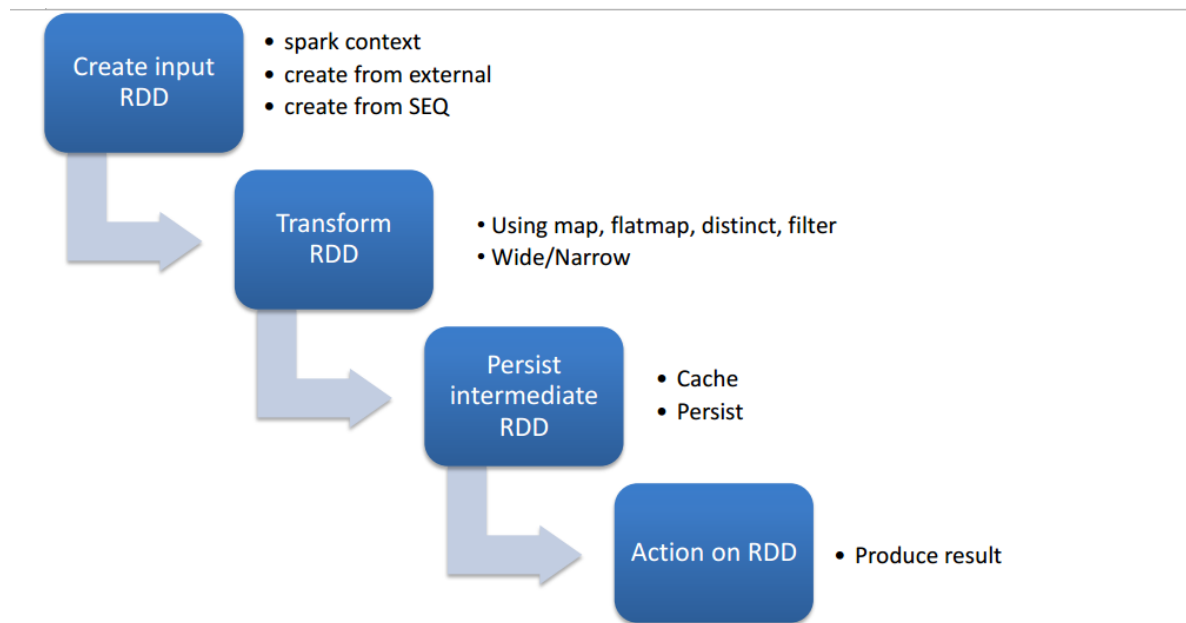 Create input
RDD
• spark context
• create from external
• create from SEQ
Transform
RDD
• Using map, flatmap, distinct, filter
• Wide/Narrow
Persist
intermediate
RDD
• Cache
• Persist
Action on RDD
• Produce result